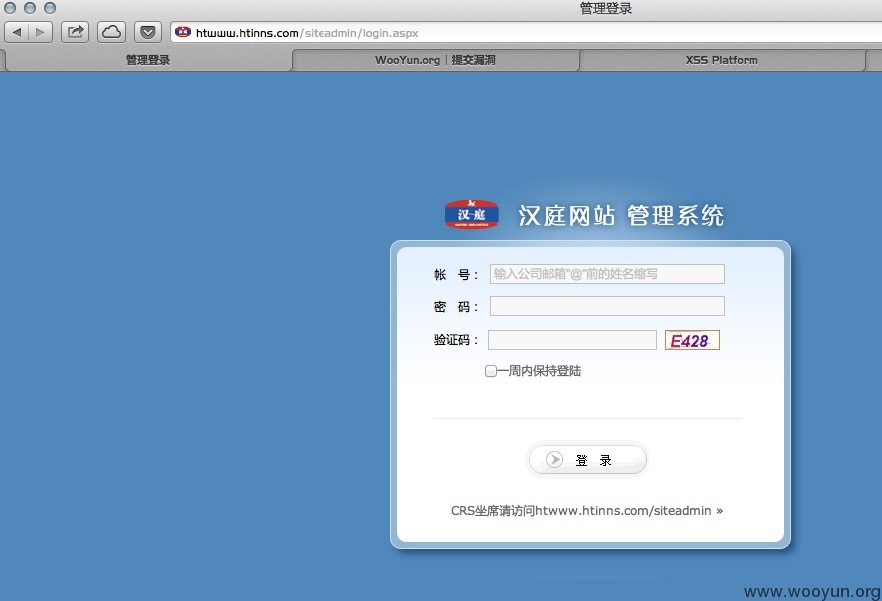 管理登录
htwww.htinns.com/siteadmin/login.aspx
管理登录
WooYun.org | 提交漏洞
XSS Platform
汉庭
汉庭网站 管理系统
帐 号：
输入公司邮箱"@"前的姓名缩写
密 码：
验证码：
E428
一周内保持登陆
登 录
CRS坐席请访问htwww.htinns.com/siteadmin »
www.wooyun.org